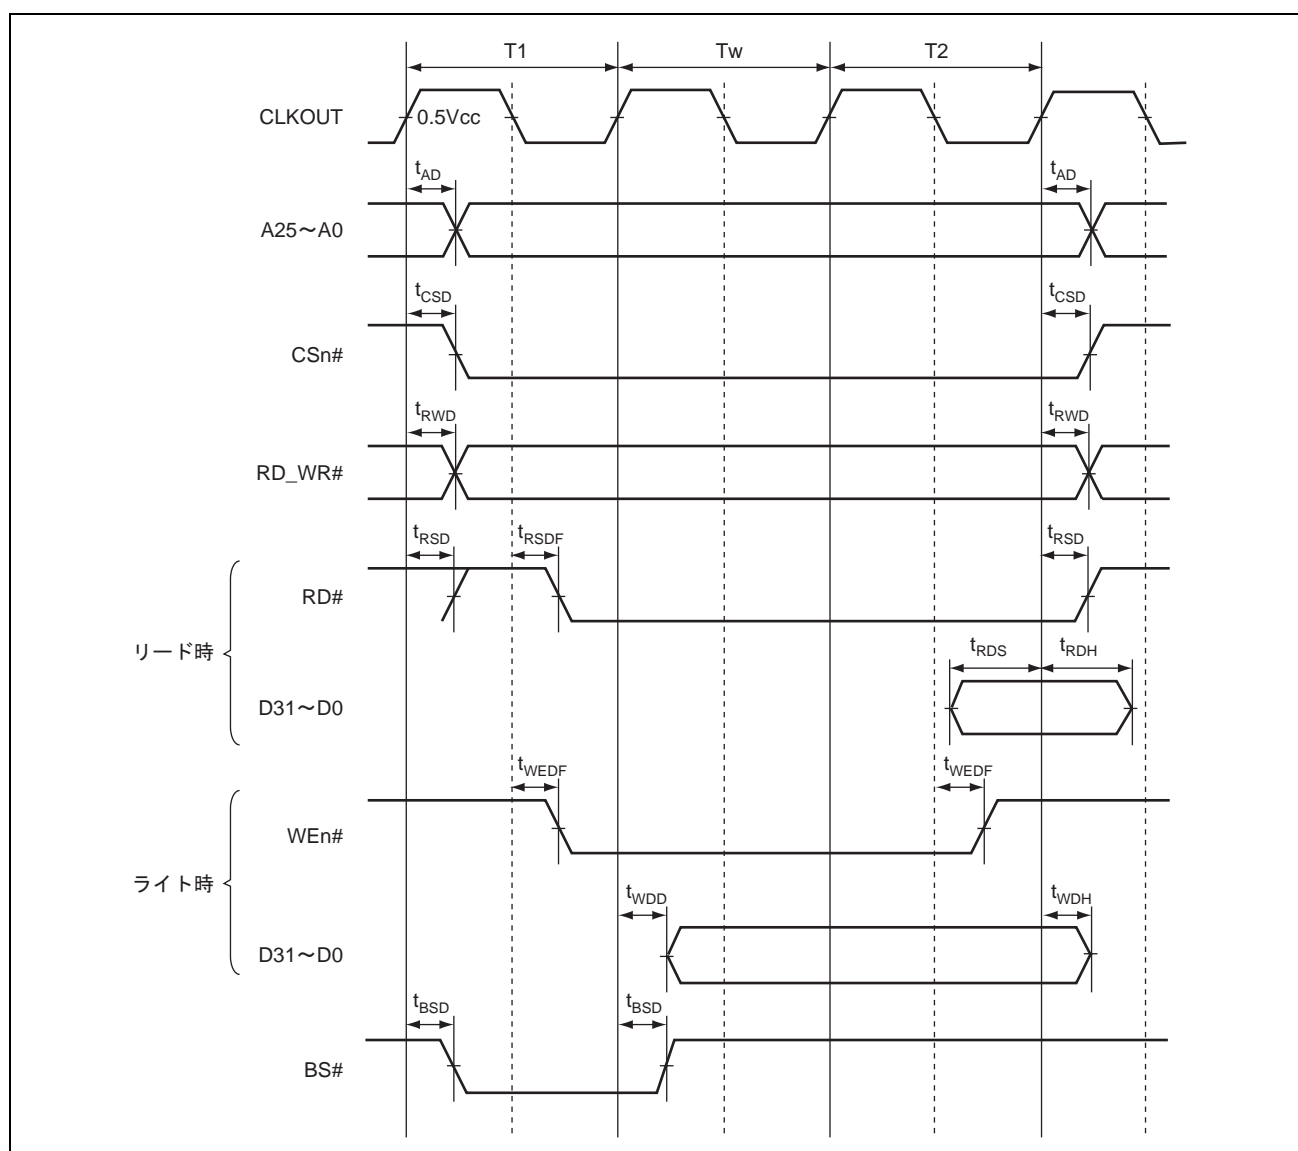 T1 Tw T2
CLKOUT 0.5Vcc
tAD tAD
A25～A0
tCSD tCSD
CSn#
tRWD tRWD
RD_WR#
tRSD tRSDF tRSD
RD#
リード時
tRDS tRDH
D31～D0
tWEDF tWEDF
WEn#
ライト時
tWDD tWDH
D31～D0
tBSD tBSD
BS#